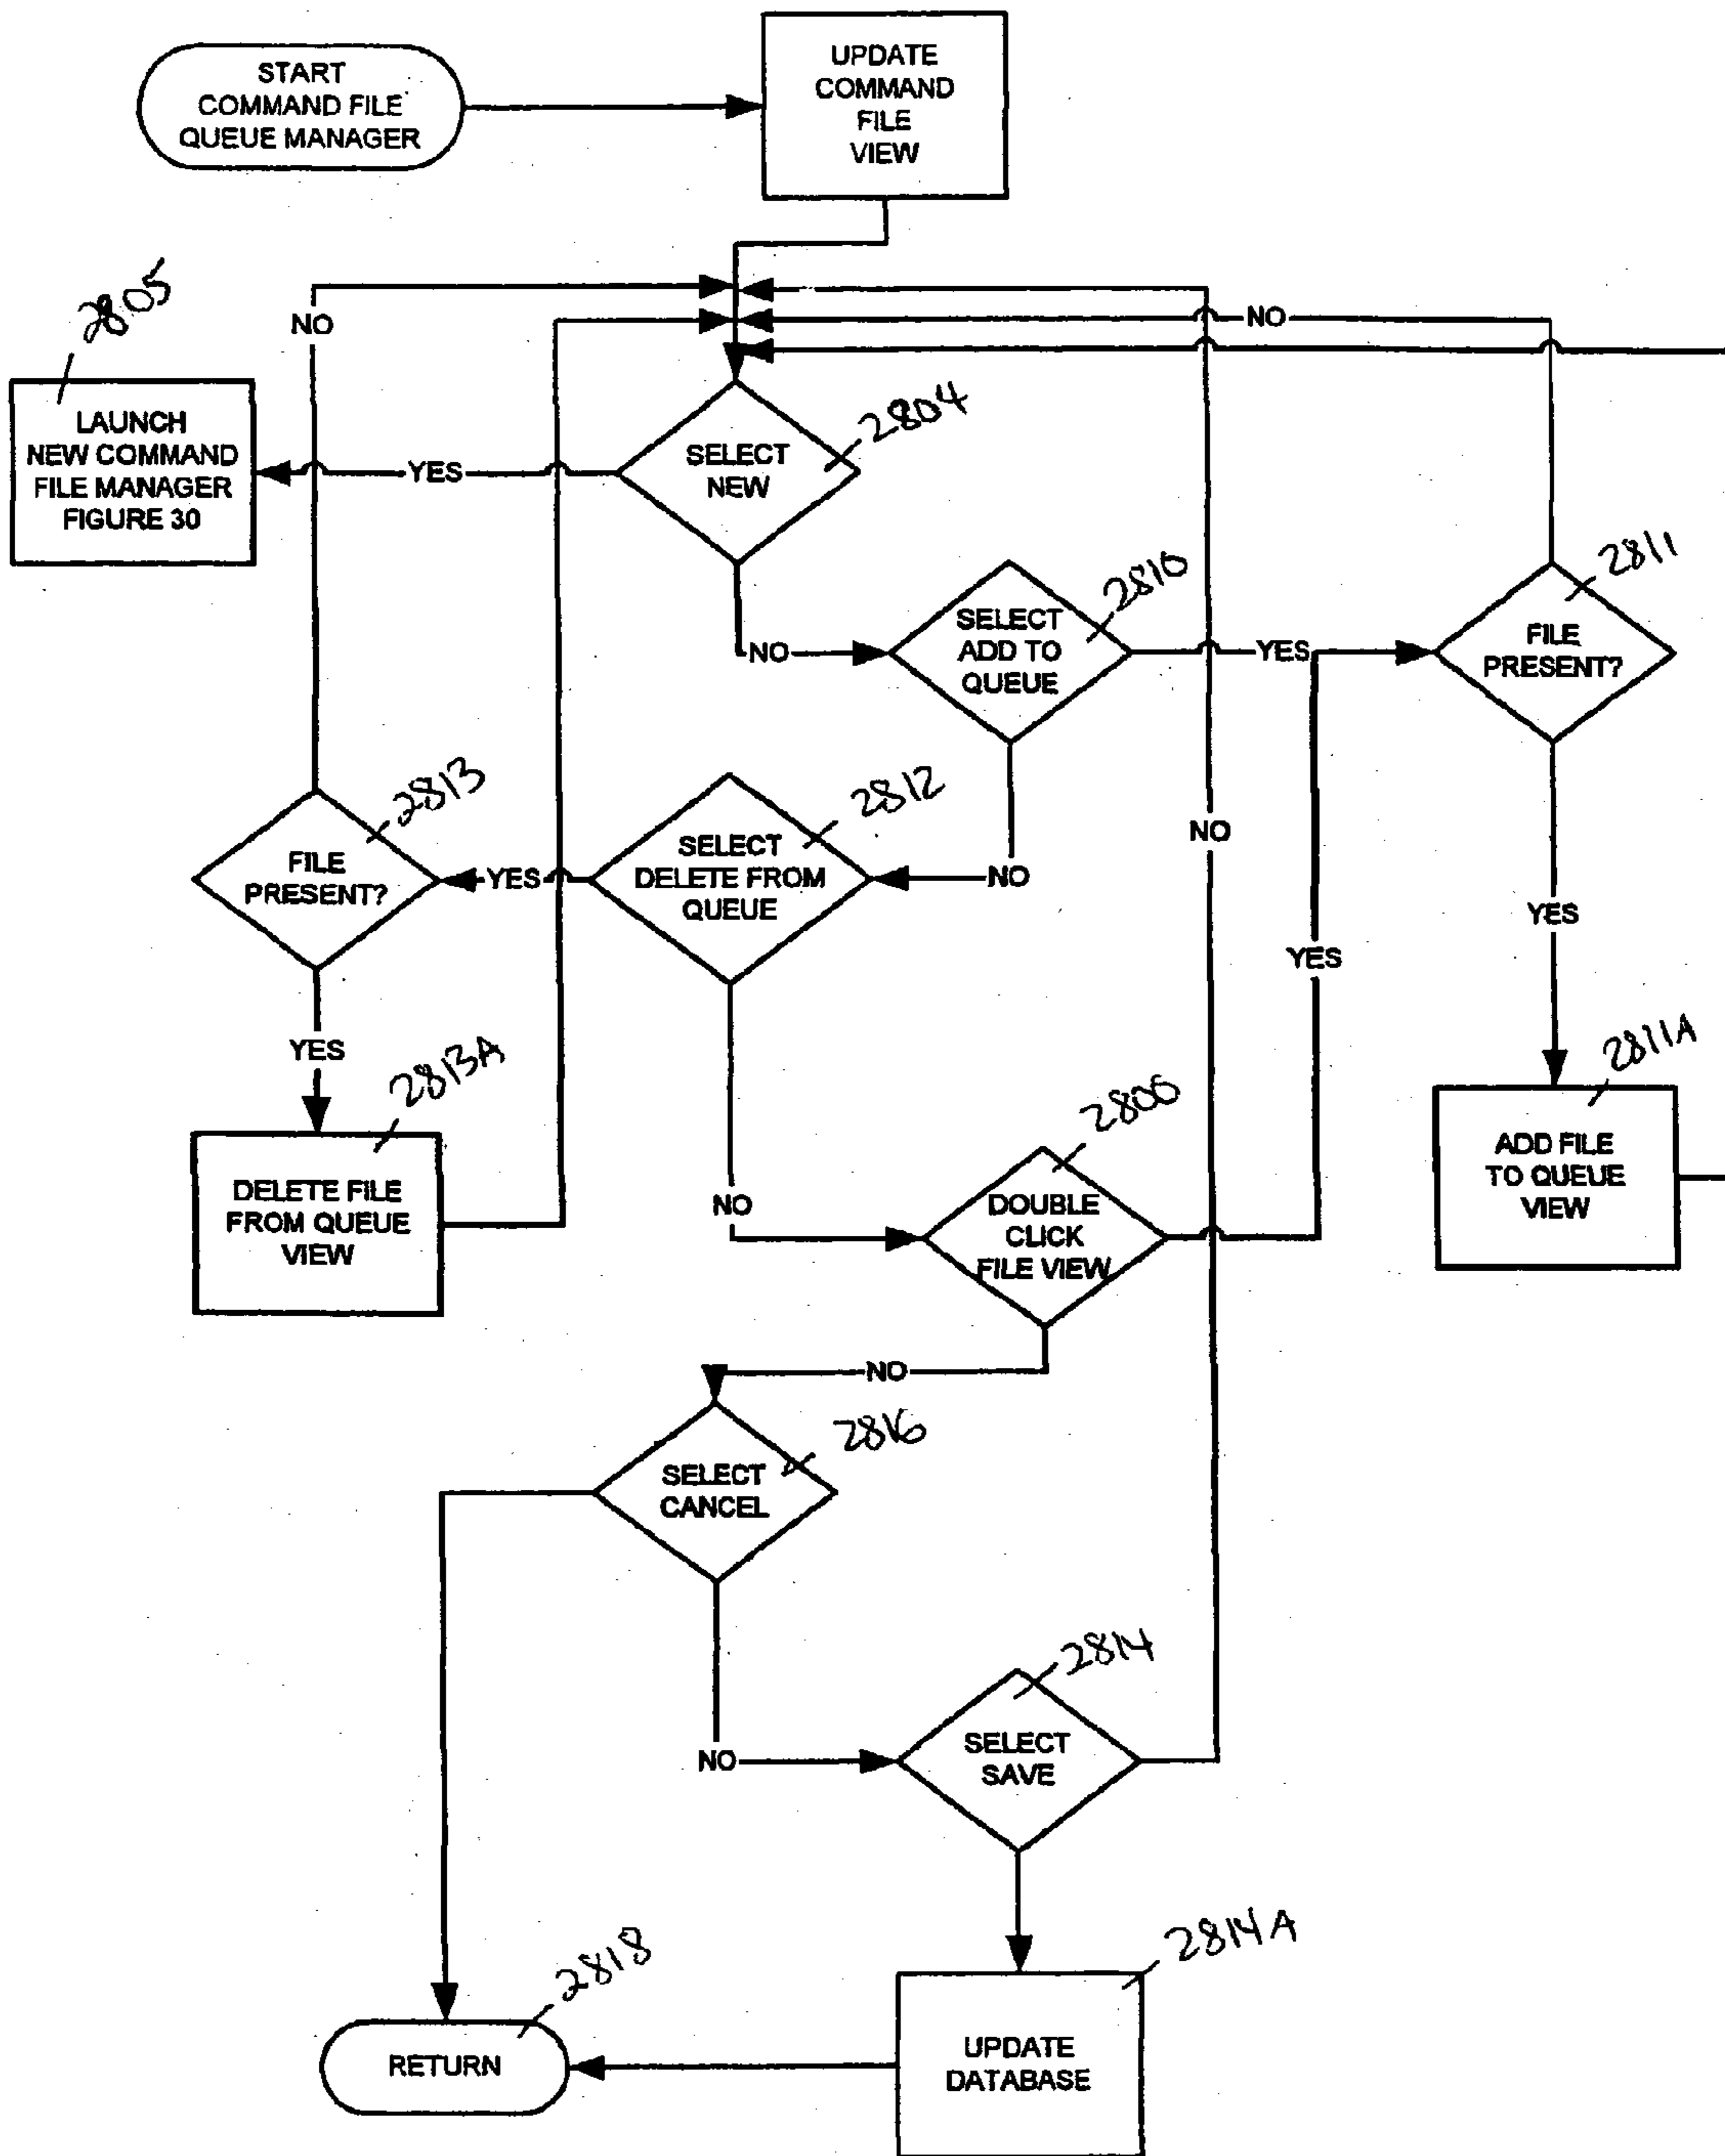 START
COMMAND FILE
QUEUE MANAGER
UPDATE
COMMAND
FILE
VIEW
2805
NO
NO
LAUNCH
NEW COMMAND
FILE MANAGER
FIGURE 30
YES
SELECT
NEW
2804
2810
2811
NO
SELECT
ADD TO
QUEUE
YES
FILE
PRESENT?
2813
2812
NO
FILE
PRESENT?
YES
SELECT
DELETE FROM
QUEUE
NO
YES
YES
YES
2813A
2811A
DELETE FILE
FROM QUEUE
VIEW
NO
DOUBLE
CLICK
FILE VIEW
ADD FILE
TO QUEUE
VIEW
NO
2816
SELECT
CANCEL
2814
NO
SELECT
SAVE
2814A
2818
RETURN
UPDATE
DATABASE